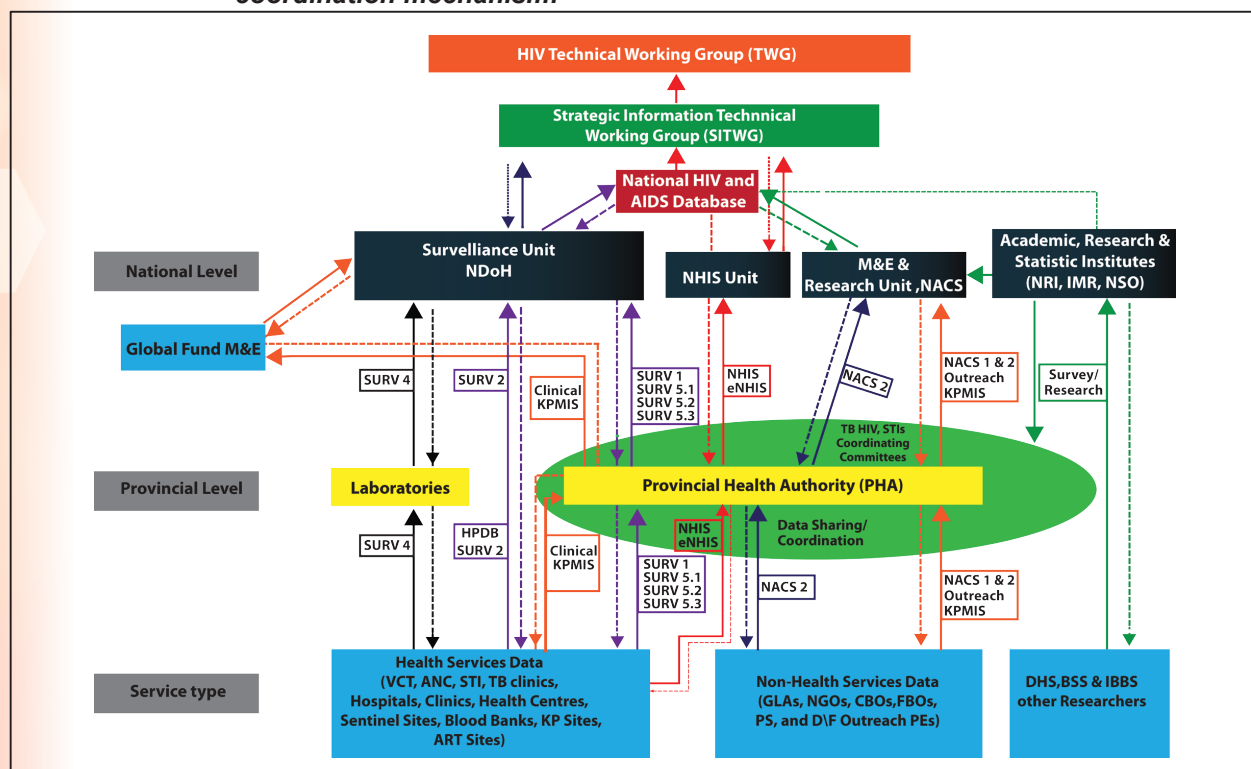 coordination mechanism
HIV Technical Working Group (TWG)
Strategic Information Technnical
Working Group (SITWG)
National HIV and
AIDS Database
National Level
Survelliance Unit
NDoH
NHIS Unit
M&E &
Research Unit ,NACS
Academic, Research &
Statistic Institutes
(NRI, IMR, NSO)
Global Fund M&E
SURV 4
SURV 2
Clinical
KPMIS
SURV 1
SURV 5.1
SURV 5.2
SURV 5.3
NHIS
eNHIS
NACS 2
NACS 1 & 2
Outreach
KPMIS
Survey/
Research
TB HIV, STIs
Coordinating
Committees
Provincial Level
Laboratories
Provincial Health Authority (PHA)
SURV 4
HPDB
SURV 2
Clinical
KPMIS
SURV 1
SURV 5.1
SURV 5.2
SURV 5.3
NHIS
eNHIS
Data Sharing/
Coordination
NACS 2
NACS 1 & 2
Outreach
KPMIS
Service type
Health Services Data
(VCT, ANC, STI, TB clinics,
Hospitals, Clinics, Health Centres,
Sentinel Sites, Blood Banks, KP Sites,
ART Sites)
Non-Health Services Data
(GLAs, NGOs, CBOs,FBOs,
PS, and D\F Outreach PEs)
DHS,BSS & IBBS
other Researchers